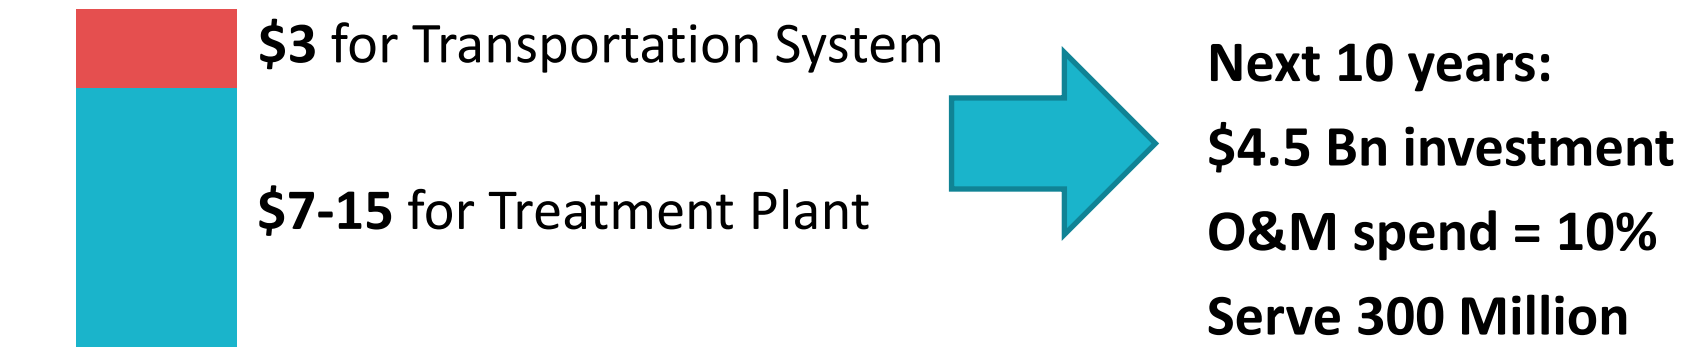 $3 for Transportation System
$7-15 for Treatment Plant
Next 10 years:
$4.5 Bn investment
O&M spend = 10%
Serve 300 Million